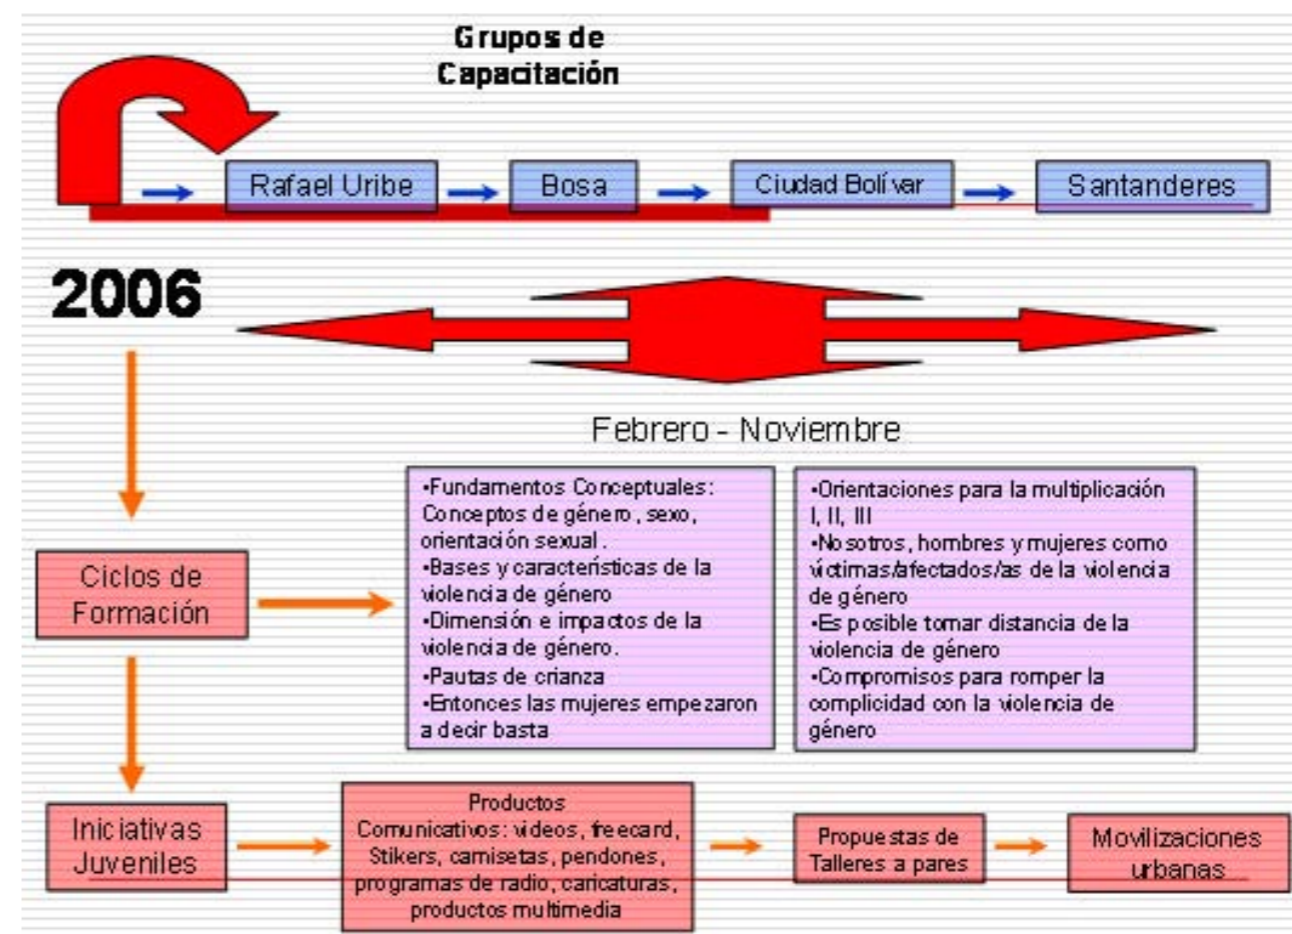 Grupos de
Capacitación
Rafael Uribe
Bosa
Ciudad Bolívar
Santanderes
2006
Febrero - Noviembre
•Fundamentos Conceptuales:
Conceptos de género, sexo,
orientación sexual.
•Bases y características de la
violencia de género
•Dimensión e impactos de la
violencia de género.
•Pautas de crianza
•Entonces las mujeres empezaron
a decir basta
•Orientaciones para la multiplicación
I, II, III
•Nosotros, hombres y mujeres como
víctimas/afectados/as de la violencia
de género
•Es posible tomar distancia de la
violencia de género
•Compromisos para romper la
complicidad con la violencia de
género
Ciclos de
Formación
Iniciativas
Juveniles
Productos
Comunicativos: videos, freecard,
Stikers, camisetas, pendones,
programas de radio, caricaturas,
productos multimedia
Propuestas de
Talleres a pares
Movilizaciones
urbanas